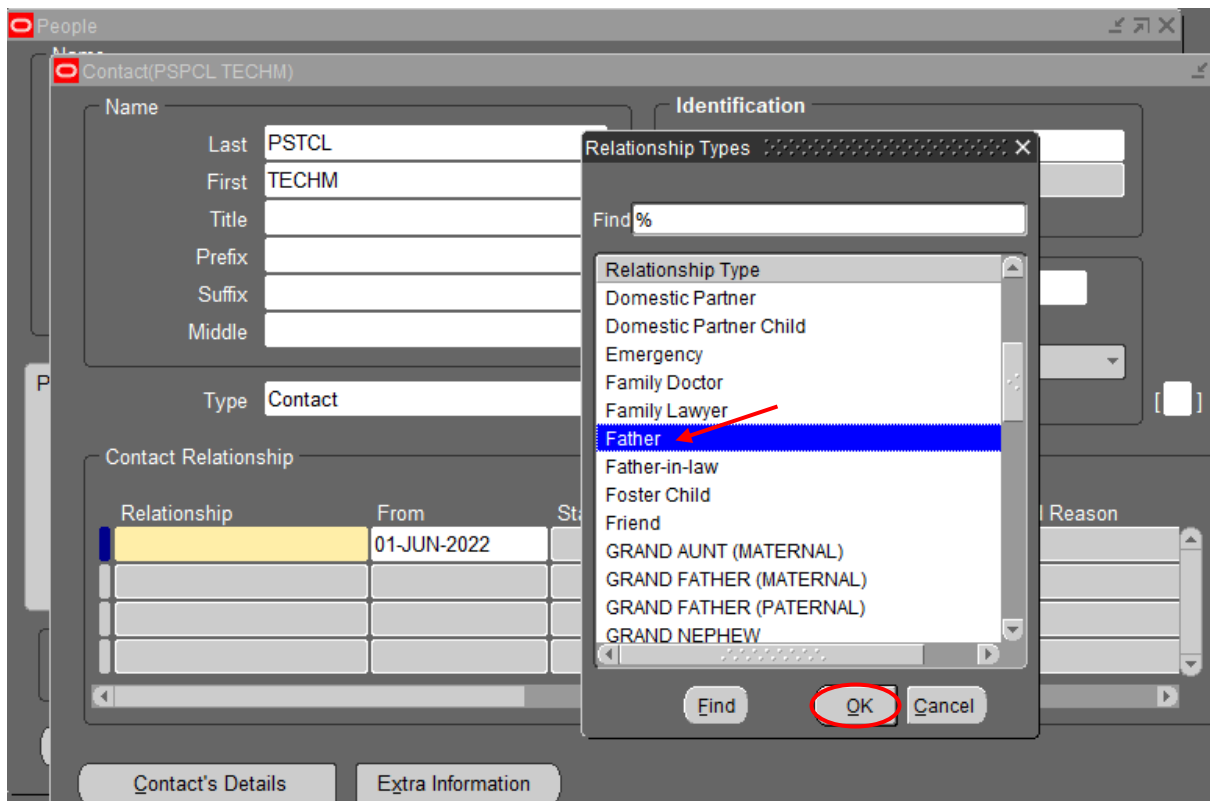 People
Name
Contact(PSPCL TECHM)
Name
Identification
Last PSTCL
First TECHM
Title
Prefix
Suffix
Middle
Type Contact
[ ]
Relationship Types
Find %
Relationship Type
Domestic Partner
Domestic Partner Child
Emergency
Family Doctor
Family Lawyer
Father
Father-in-law
Foster Child
Friend
GRAND AUNT (MATERNAL)
GRAND FATHER (MATERNAL)
GRAND FATHER (PATERNAL)
GRAND NEPHEW
Find OK Cancel
P
Contact Relationship
Relationship From Reason
01-JUN-2022
Contact's Details Extra Information